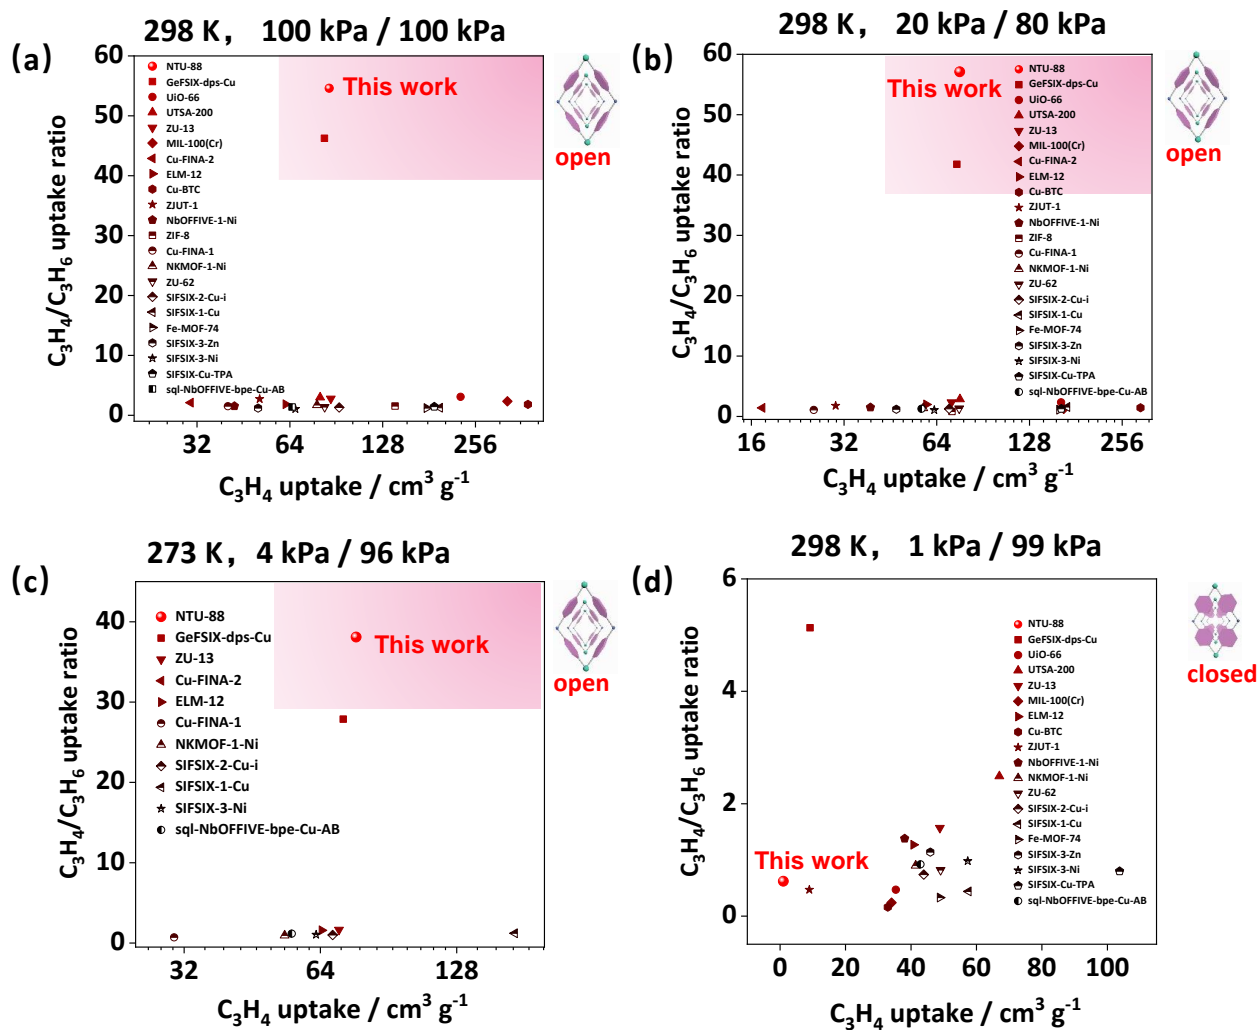 (a)
298 K, 100 kPa / 100 kPa
C₃H₄/C₃H₆ uptake ratio
60
50
40
30
20
10
0
NTU-88
GeFSIX-dps-Cu
UiO-66
UTSA-200
ZU-13
MIL-100(Cr)
Cu-FINA-2
ELM-12
Cu-BTC
ZJUT-1
NbOFFIVE-1-Ni
ZIF-8
Cu-FINA-1
NKMOF-1-Ni
ZU-62
SIFSIX-2-Cu-i
SIFSIX-1-Cu
Fe-MOF-74
SIFSIX-3-Zn
SIFSIX-3-Ni
SIFSIX-Cu-TPA
sql-NbOFFIVE-bpe-Cu-AB
This work
open
32 64 128 256
C₃H₄ uptake / cm³ g⁻¹
(b)
298 K, 20 kPa / 80 kPa
C₃H₄/C₃H₆ uptake ratio
60
50
40
30
20
10
0
This work
NTU-88
GeFSIX-dps-Cu
UiO-66
UTSA-200
ZU-13
MIL-100(Cr)
Cu-FINA-2
ELM-12
Cu-BTC
ZJUT-1
NbOFFIVE-1-Ni
ZIF-8
Cu-FINA-1
NKMOF-1-Ni
ZU-62
SIFSIX-2-Cu-i
SIFSIX-1-Cu
Fe-MOF-74
SIFSIX-3-Zn
SIFSIX-3-Ni
SIFSIX-Cu-TPA
sql-NbOFFIVE-bpe-Cu-AB
open
16 32 64 128 256
C₃H₄ uptake / cm³ g⁻¹
(c)
273 K, 4 kPa / 96 kPa
C₃H₄/C₃H₆ uptake ratio
40
30
20
10
0
NTU-88
GeFSIX-dps-Cu
ZU-13
Cu-FINA-2
ELM-12
Cu-FINA-1
NKMOF-1-Ni
SIFSIX-2-Cu-i
SIFSIX-1-Cu
SIFSIX-3-Ni
sql-NbOFFIVE-bpe-Cu-AB
This work
open
32 64 128
C₃H₄ uptake / cm³ g⁻¹
(d)
298 K, 1 kPa / 99 kPa
C₃H₄/C₃H₆ uptake ratio
6
4
2
0
This work
NTU-88
GeFSIX-dps-Cu
UiO-66
UTSA-200
ZU-13
MIL-100(Cr)
ELM-12
Cu-BTC
ZJUT-1
NbOFFIVE-1-Ni
NKMOF-1-Ni
ZU-62
SIFSIX-2-Cu-i
SIFSIX-1-Cu
Fe-MOF-74
SIFSIX-3-Zn
SIFSIX-3-Ni
SIFSIX-Cu-TPA
sql-NbOFFIVE-bpe-Cu-AB
closed
0 20 40 60 80 100
C₃H₄ uptake / cm³ g⁻¹